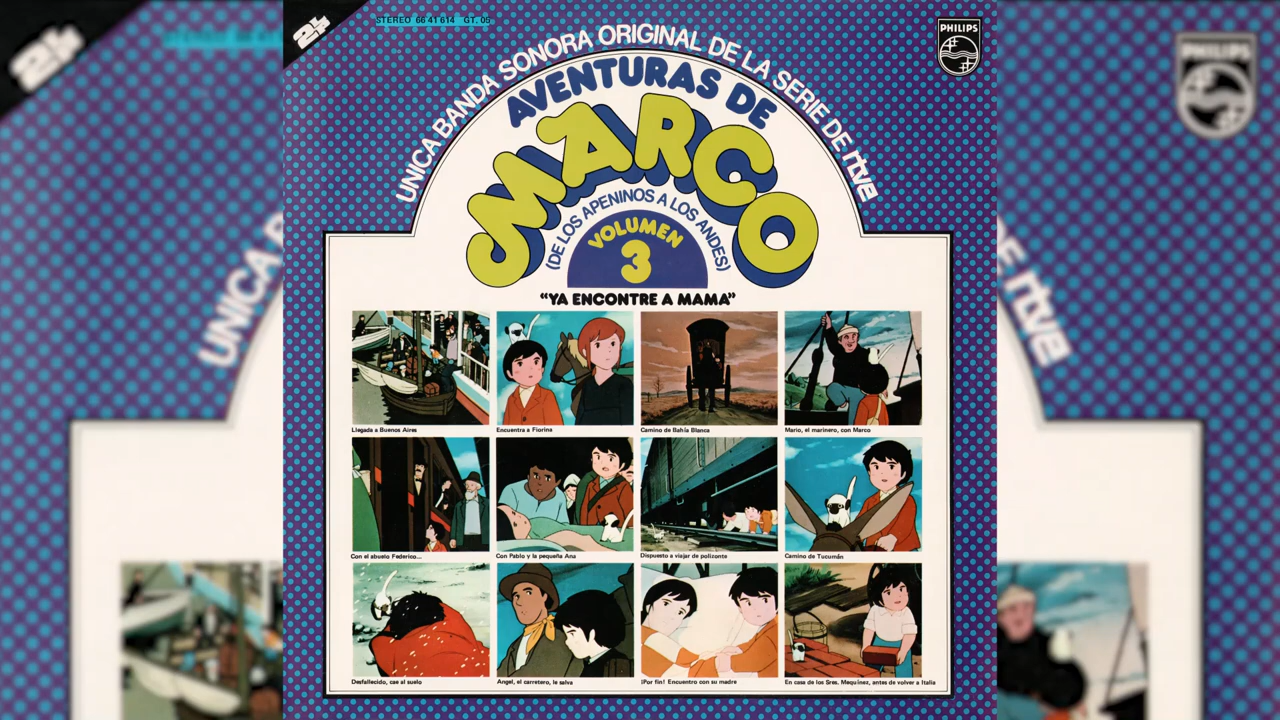 STEREO 66 41 614 GT. 05
PHILIPS
UNICA BANDA SONORA ORIGINAL DE LA SERIE DE rtve
AVENTURAS DE
MARCO
(DE LOS APENINOS A LOS ANDES)
VOLUMEN
3
“YA ENCONTRE A MAMA”
Llegada a Buenos Aires
Encuentra a Fiorina
Camino de Bahía Blanca
Mario, el marinero, con Marco
Con el abuelo Federico...
Con Pablo y la pequeña Ana
Dispuesto a viajar de polizonte
Camino de Tucumán
Desfallecido, cae al suelo
Angel, el carretero, le salva
¡Por fin! Encuentro con su madre
En casa de los Sres. Mequínez, antes de volver a Italia